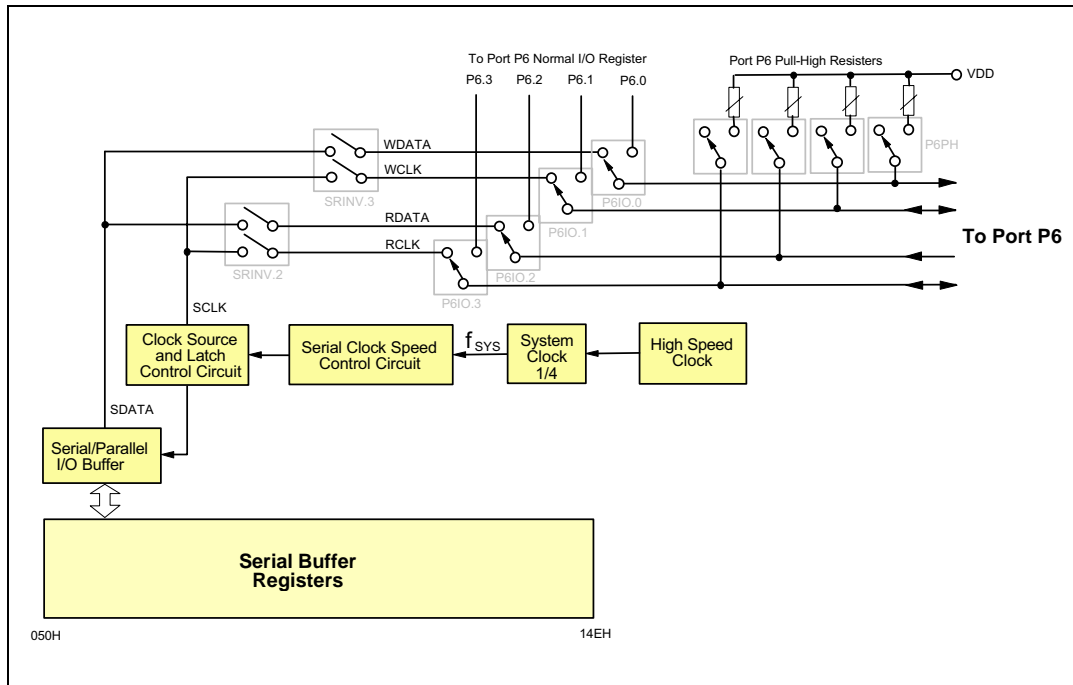 To Port P6 Normal I/O Register
P6.3 P6.2 P6.1 P6.0
Port P6 Pull-High Resisters
VDD
P6PH
WDATA
WCLK
SRINV.3
P6IO.0
P6IO.1
RDATA
RCLK
SRINV.2
P6IO.2
P6IO.3
To Port P6
SCLK
Clock Source
and Latch
Control Circuit
Serial Clock Speed
Control Circuit
fSYS
System
Clock
1/4
High Speed
Clock
SDATA
Serial/Parallel
I/O Buffer
Serial Buffer
Registers
050H
14EH